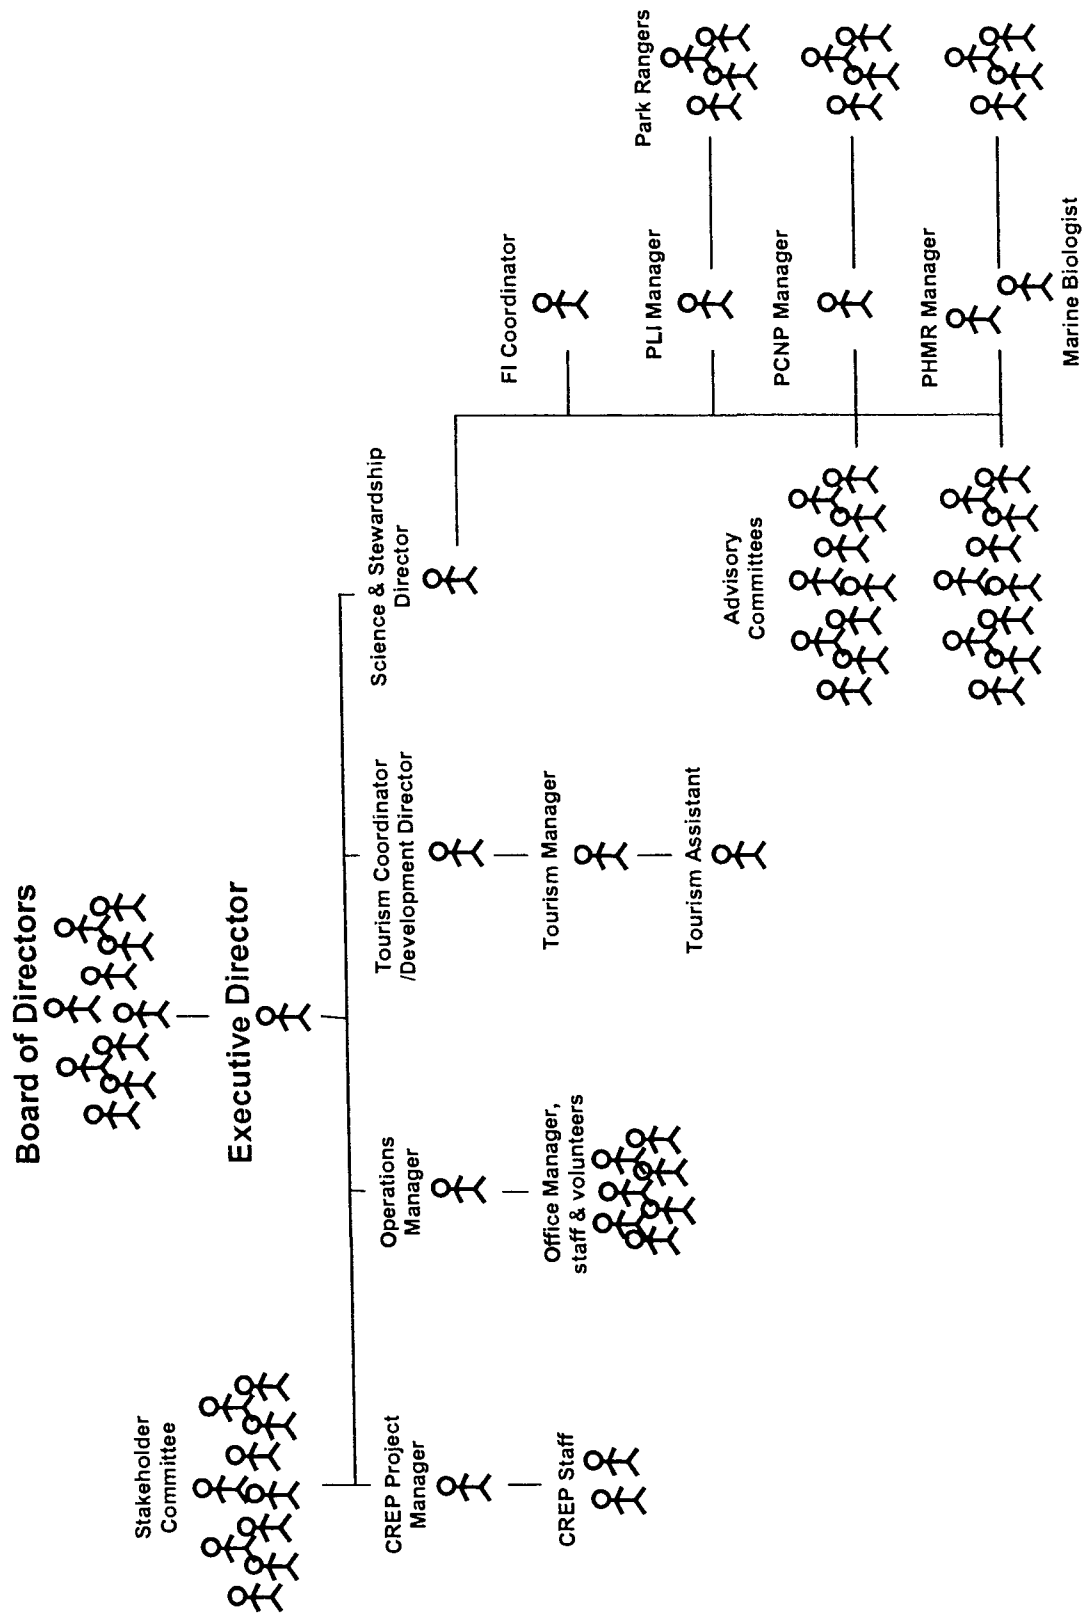 Board of Directors
Executive Director
Stakeholder
Committee
CREP Project
Manager
CREP Staff
Operations
Manager
Office Manager,
staff & volunteers
Tourism Coordinator
/Development Director
Tourism Manager
Tourism Assistant
Science & Stewardship
Director
FI Coordinator
PLI Manager
Park Rangers
PCNP Manager
PHMR Manager
Marine Biologist
Advisory
Committees